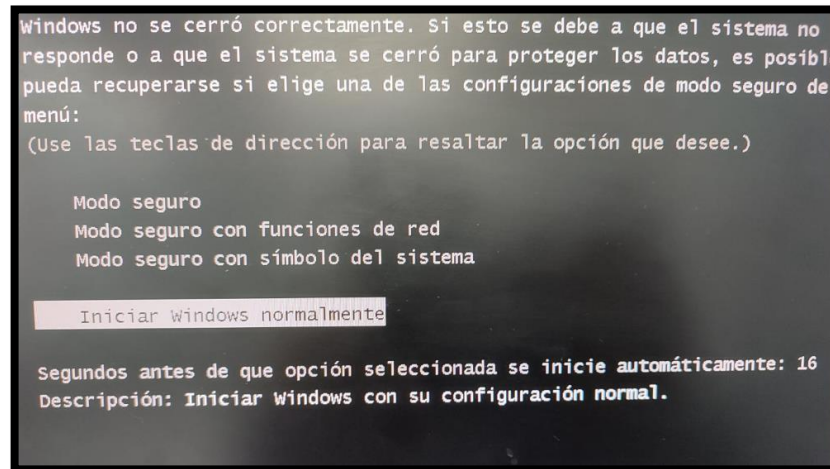 Windows no se cerró correctamente. Si esto se debe a que el sistema no
responde o a que el sistema se cerró para proteger los datos, es posibl
pueda recuperarse si elige una de las configuraciones de modo seguro de
menú:
(Use las teclas de dirección para resaltar la opción que desee.)
Modo seguro
Modo seguro con funciones de red
Modo seguro con símbolo del sistema
Iniciar Windows normalmente
Segundos antes de que opción seleccionada se inicie automáticamente: 16
Descripción: Iniciar Windows con su configuración normal.